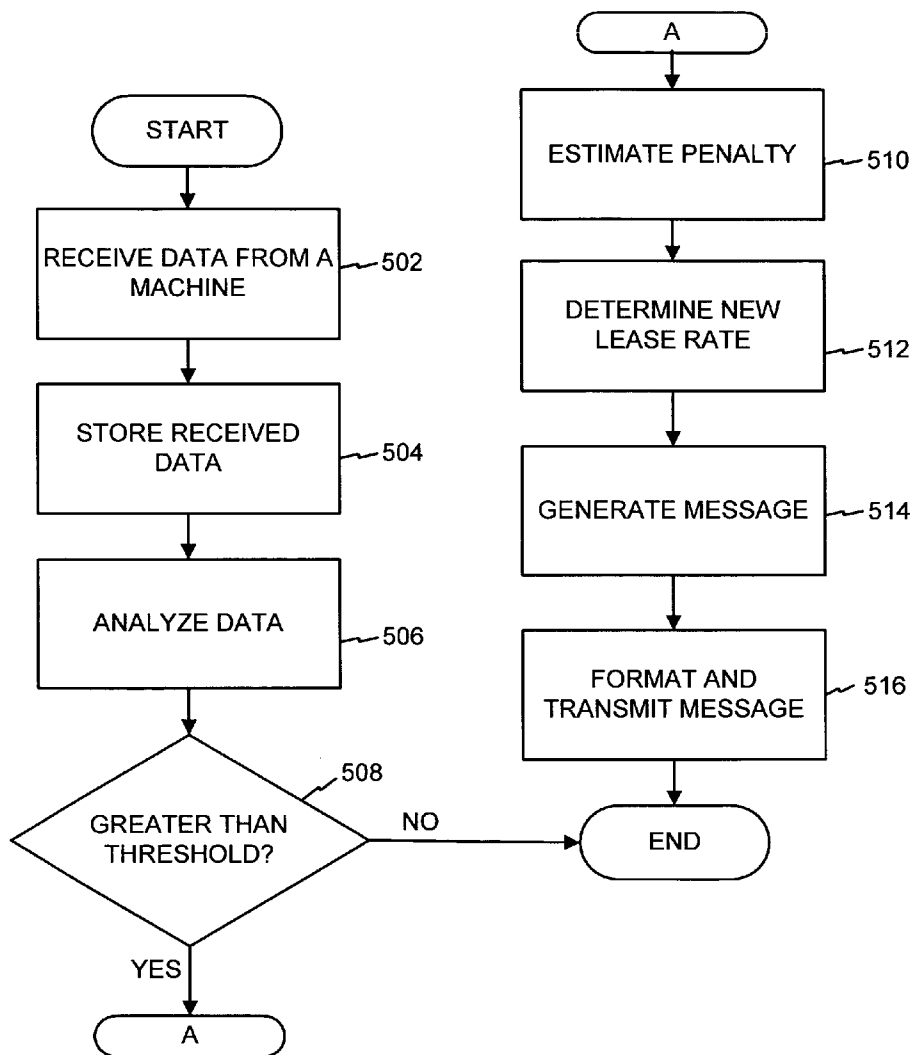 START
RECEIVE DATA FROM A
MACHINE
502
STORE RECEIVED
DATA
504
ANALYZE DATA
506
508
GREATER THAN
THRESHOLD?
NO
YES
A
A
ESTIMATE PENALTY
510
DETERMINE NEW
LEASE RATE
512
GENERATE MESSAGE
514
FORMAT AND
TRANSMIT MESSAGE
516
END